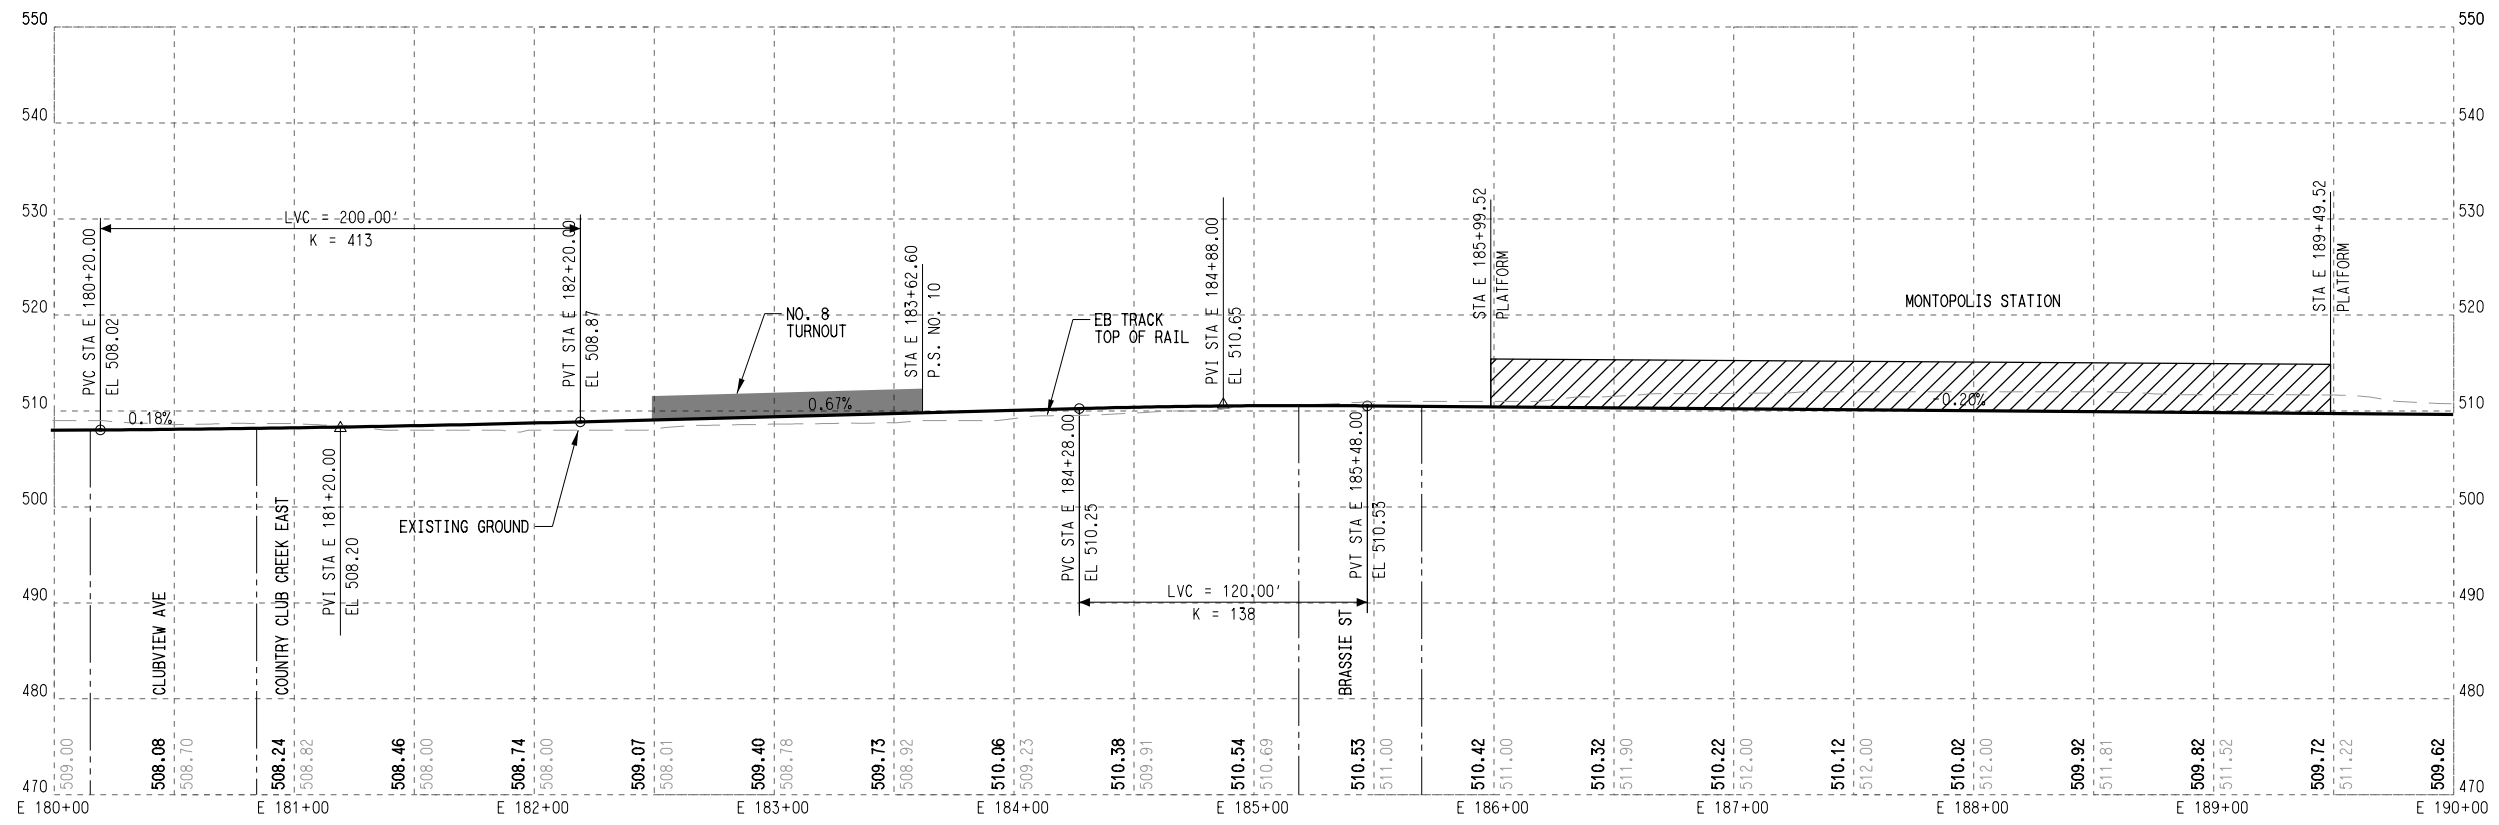 550
540
530
520
510
500
490
480
470
550
540
530
520
510
500
490
480
470
LVC = 200.00'
K = 413
PVC STA E 180+20.00
EL 508.02
0.18%
PVI STA E 181+20.00
EL 508.20
PVT STA E 182+20.00
EL 508.87
EXISTING GROUND
NO. 8
TURNOUT
0.67%
STA E 183+62.60
P.S. NO. 10
EB TRACK
TOP OF RAIL
PVC STA E 184+28.00
EL 510.25
PVI STA E 184+88.00
EL 510.65
PVT STA E 185+48.00
EL 510.53
LVC = 120.00'
K = 138
STA E 185+99.52
PLATFORM
MONTOPOLIS STATION
-0.20%
STA E 189+49.52
PLATFORM
CLUBVIEW AVE
COUNTRY CLUB CREEK EAST
BRASSIE ST
509.00
508.08
508.70
508.24
508.82
508.46
508.00
508.74
508.00
509.07
508.01
509.40
508.78
509.73
508.92
510.06
509.23
510.38
509.91
510.54
510.69
510.53
511.00
510.42
511.00
510.32
511.90
510.22
512.00
510.12
512.00
510.02
512.00
509.92
511.81
509.82
511.52
509.72
511.22
509.62
E 180+00
E 181+00
E 182+00
E 183+00
E 184+00
E 185+00
E 186+00
E 187+00
E 188+00
E 189+00
E 190+00